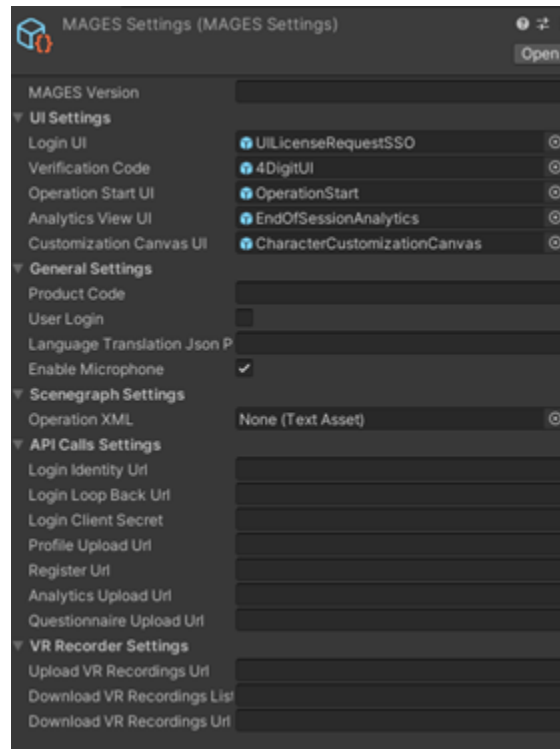 MAGES Settings (MAGES Settings)
Open
MAGES Version
UI Settings
Login UI UILicenseRequestSSO
Verification Code 4DigitUI
Operation Start UI OperationStart
Analytics View UI EndOfSessionAnalytics
Customization Canvas UI CharacterCustomizationCanvas
General Settings
Product Code
User Login
Language Translation Json P
Enable Microphone
Scenegraph Settings
Operation XML None (Text Asset)
API Calls Settings
Login Identity Url
Login Loop Back Url
Login Client Secret
Profile Upload Url
Register Url
Analytics Upload Url
Questionnaire Upload Url
VR Recorder Settings
Upload VR Recordings Url
Download VR Recordings List
Download VR Recordings Url